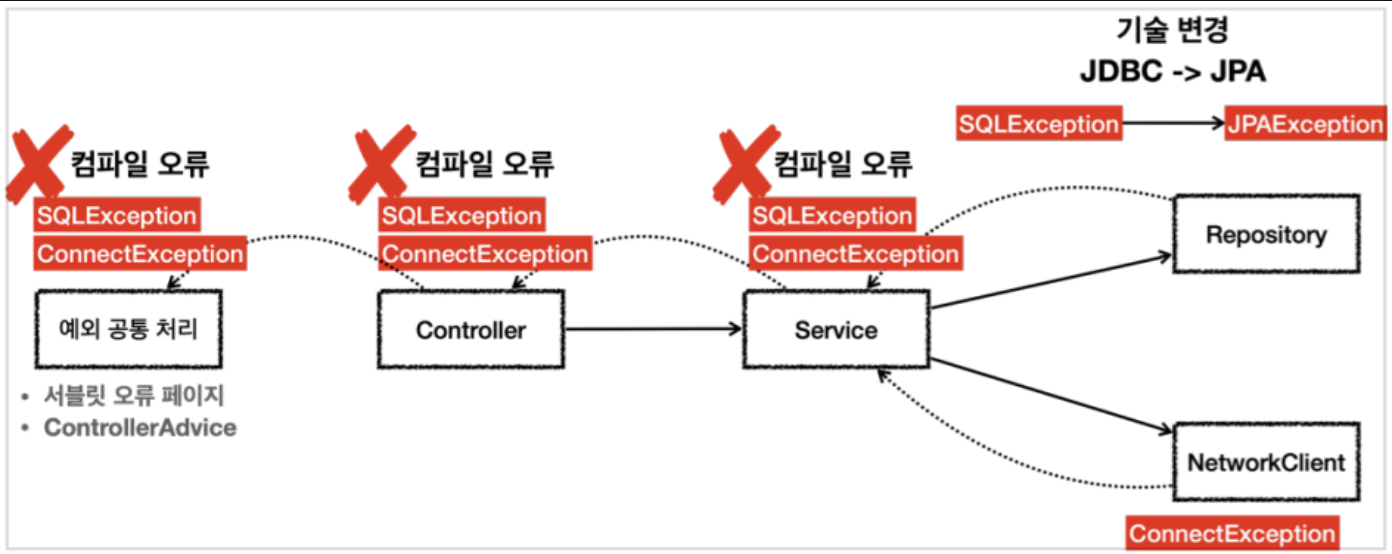 기술 변경
JDBC -> JPA
SQLException
JPAException
컴파일 오류
SQLException
ConnectException
예외 공통 처리
• 서블릿 오류 페이지
• ControllerAdvice
컴파일 오류
SQLException
ConnectException
Controller
컴파일 오류
SQLException
ConnectException
Service
Repository
NetworkClient
ConnectException